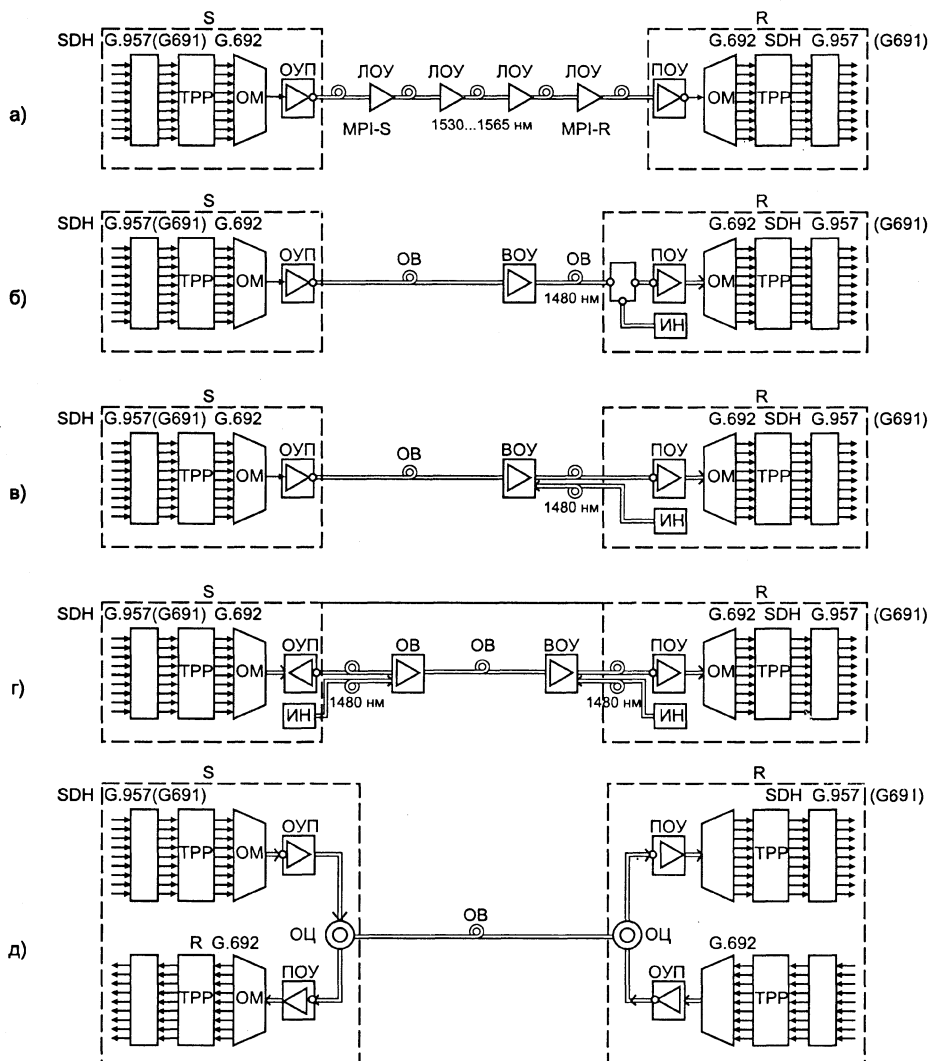 S R
SDH G.957(G691) G.692 G.692 SDH G.957 (G691)
ОУП ЛОУ ЛОУ ЛОУ ЛОУ ПОУ
а) ТРР ОМ ОМ ТРР
MPI-S 1530...1565 нм MPI-R
S R
SDH G.957(G691) G.692 G.692 SDH G.957 (G691)
ОУП ОВ ВОУ ОВ ПОУ
б) ТРР ОМ 1480 нм ОМ ТРР
ИН
S R
SDH G.957(G691) G.692 G.692 SDH G.957 (G691)
ОУП ОВ ВОУ ПОУ
в) ТРР ОМ 1480 нм ОМ ТРР
ИН
S R
SDH G.957(G691) G.692 G.692 SDH G.957 (G691)
ОУП ОВ ОВ ВОУ ПОУ
г) ТРР ОМ ОМ ТРР
ИН 1480 нм 1480 нм ИН
S R
SDH G.957(G691) SDH G.957 (G691)
ОУП ПОУ
ТРР ОМ ТРР
ОВ
д) ОЦ ОЦ
R G.692 G.692
ПОУ ОУП
ТРР ОМ ТРР